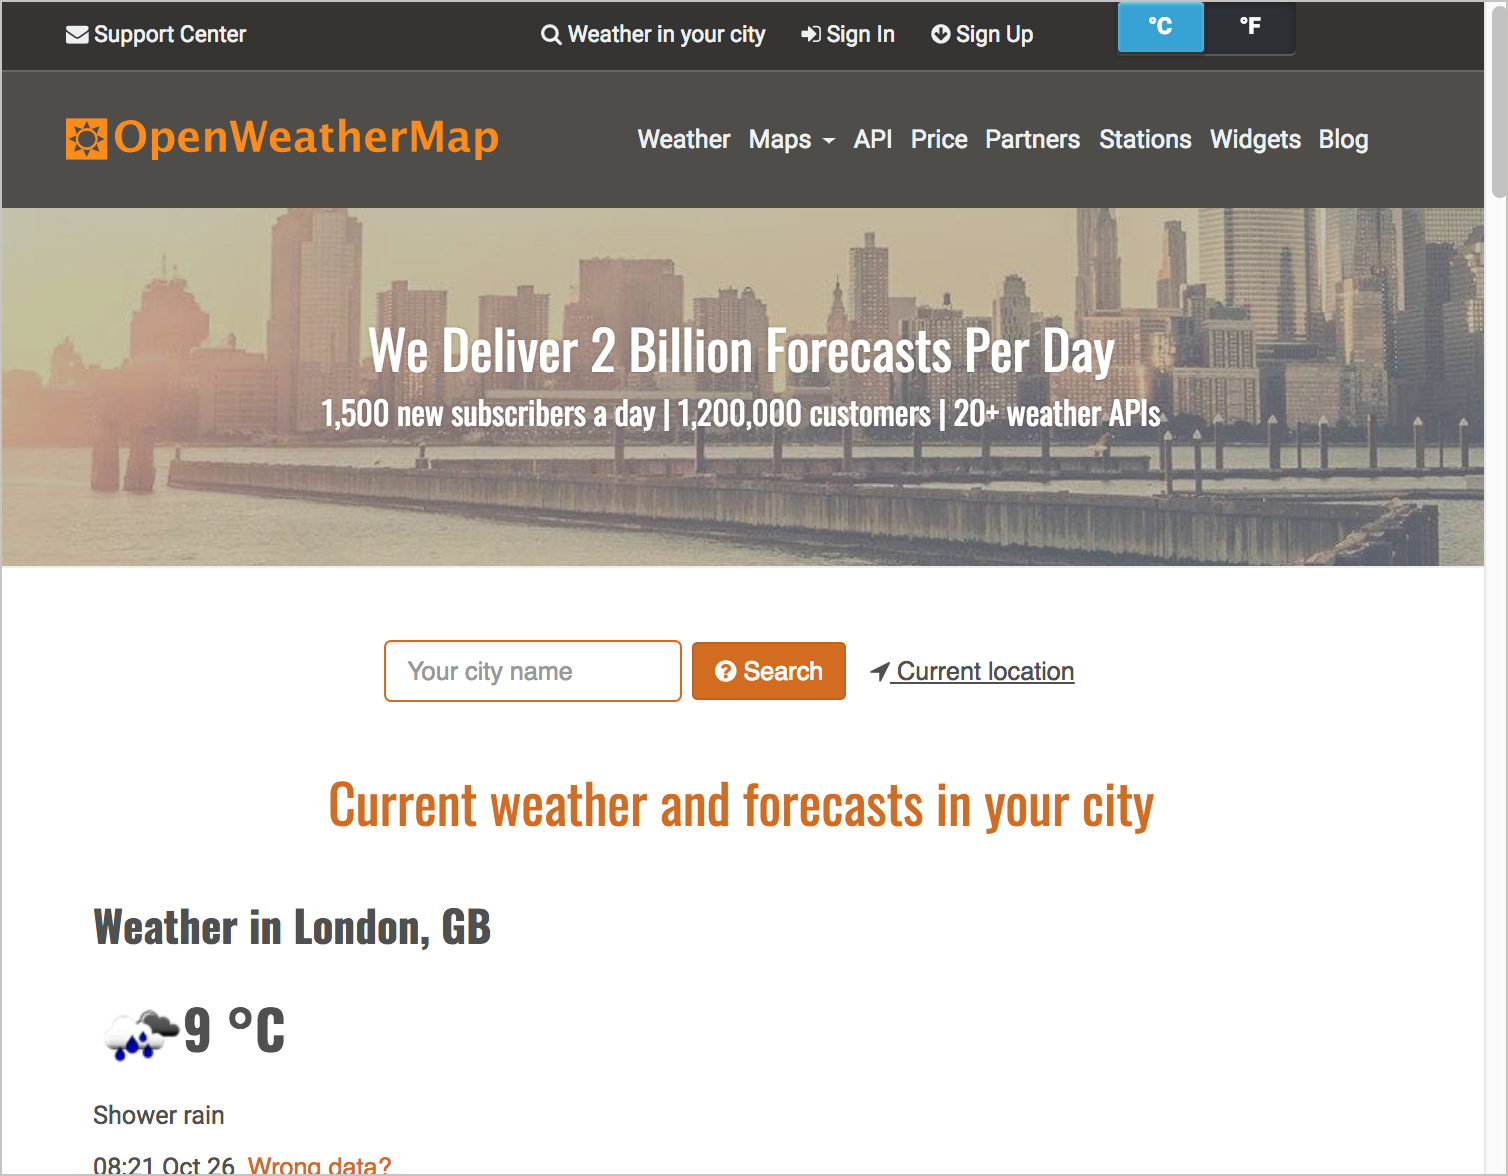 Support Center
Weather in your city
Sign In
Sign Up
°C
°F
OpenWeatherMap
Weather Maps API Price Partners Stations Widgets Blog
We Deliver 2 Billion Forecasts Per Day
1,500 new subscribers a day | 1,200,000 customers | 20+ weather APIs
Your city name
Search
Current location
Current weather and forecasts in your city
Weather in London, GB
9 °C
Shower rain
08:21 Oct 26 Wrong data?